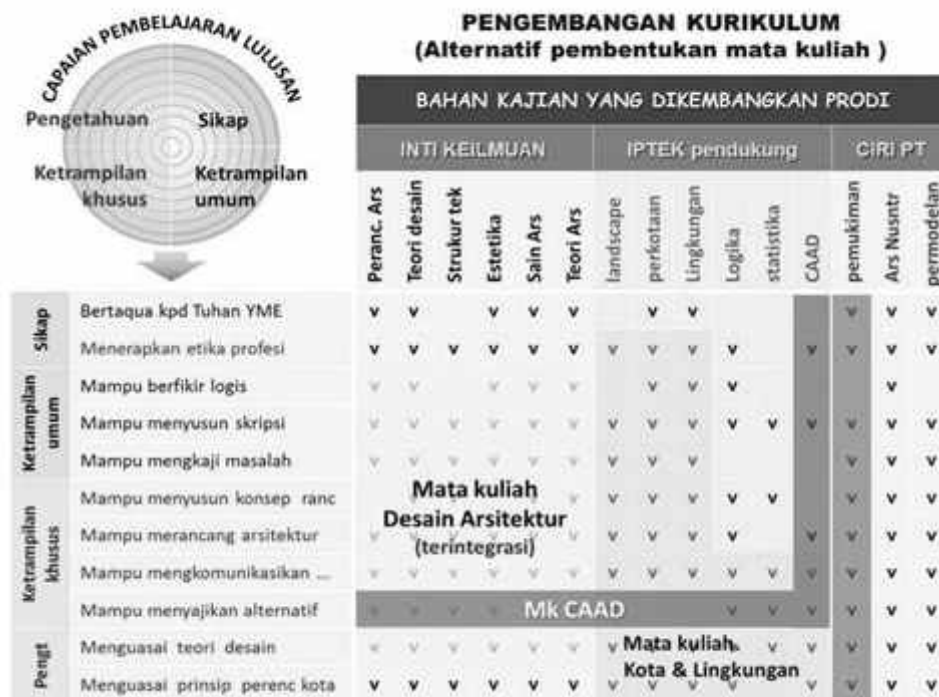 CAPAIAN PEMBELAJARAN LULUSAN
Pengetahuan
Sikap
Ketrampilan khusus
Ketrampilan umum
PENGEMBANGAN KURIKULUM
(Alternatif pembentukan mata kuliah )
BAHAN KAJIAN YANG DIKEMBANGKAN PRODI
INTI KEILMUAN
IPTEK pendukung
CIRI PT
Peranc. Ars
Teori desain
Strukur tek
Estetika
Sain Ars
Teori Ars
landscape
perkotaan
Lingkungan
Logika
statistika
CAAD
pemukiman
Ars Nusntr
permodelan
Sikap
Bertaqua kpd Tuhan YME v v v v v v v v v v
Menerapkan etika profesi v v v v v v v v v v v v v v
Ketrampilan umum
Mampu berfikir logis v v v v v v v v v
Mampu menyusun skripsi v v v v v v v v v v v v v v v
Mampu mengkaji masalah v v v v v v v v v v v v
Ketrampilan khusus
Mampu menyusun konsep ranc v v v v v v v v v
Mampu merancang arsitektur v v v v v v v v
Mampu mengkomunikasikan ... v v v v v v v v v v v v v v v
Mampu menyajikan alternatif v v v v v v
Mata kuliah
Desain Arsitektur
(terintegrasi)
Mk CAAD
Pengt
Menguasai teori desain v v v v v v v v v v v v
Menguasai prinsip perenc kota v v v v v v v v v v
Mata kuliah
Kota & Lingkungan